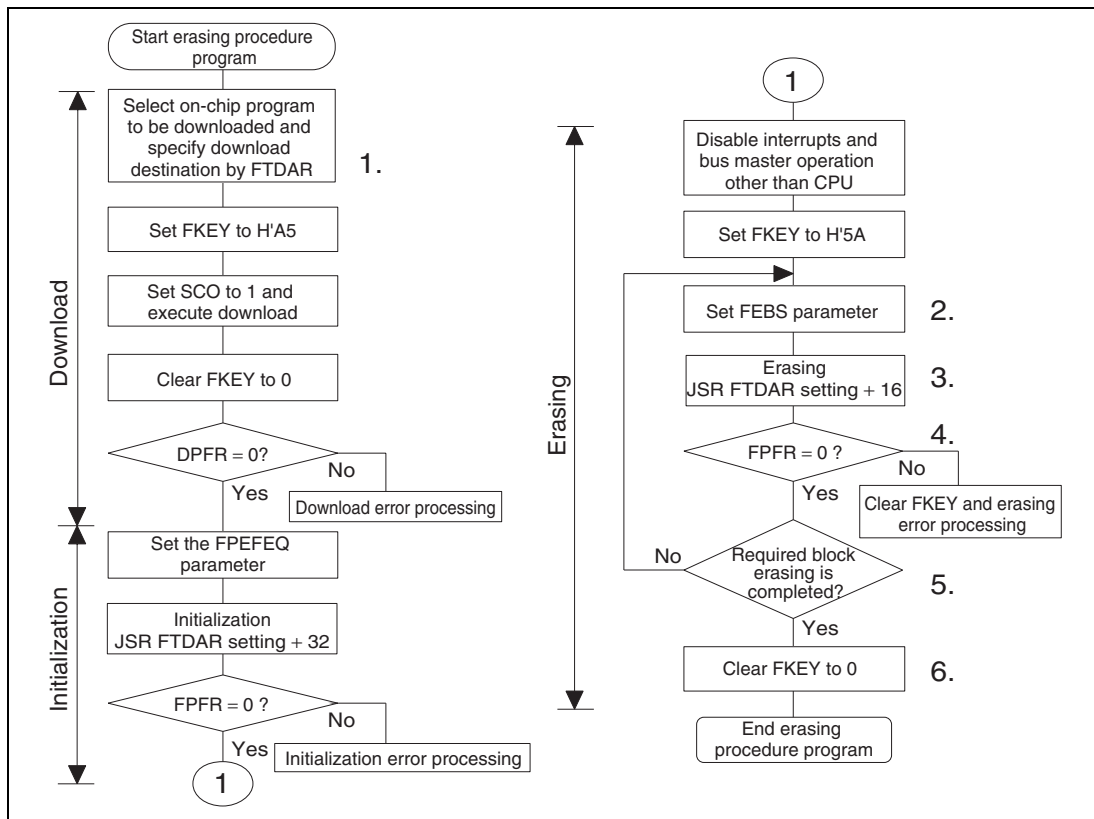 Start erasing procedure
program
Select on-chip program
to be downloaded and
specify download
destination by FTDAR
1.
Set FKEY to H'A5
Set SCO to 1 and
execute download
Clear FKEY to 0
DPFR = 0?
No
Yes
Download error processing
Download
Set the FPEFEQ
parameter
Initialization
JSR FTDAR setting + 32
FPFR = 0 ?
No
Yes
Initialization error processing
Initialization
1
1
Disable interrupts and
bus master operation
other than CPU
Set FKEY to H'5A
Set FEBS parameter
2.
Erasing
JSR FTDAR setting + 16
3.
4.
FPFR = 0 ?
No
Yes
Clear FKEY and erasing
error processing
Erasing
No
Required block
erasing is
completed?
5.
Yes
Clear FKEY to 0
6.
End erasing
procedure program